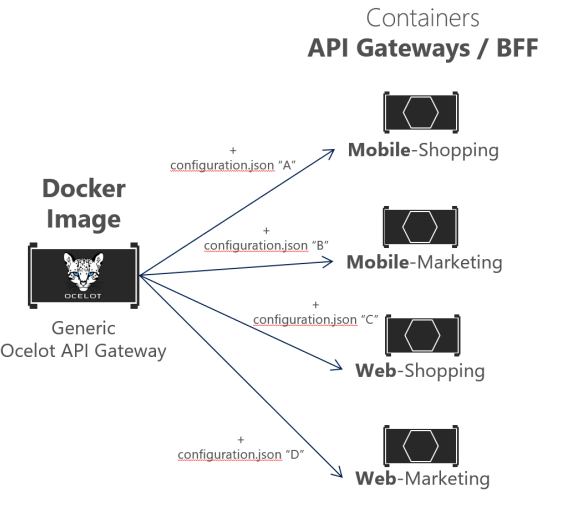 Containers
API Gateways / BFF
Mobile-Shopping
+
configuration.json “A”
Docker
Image
+
configuration.json “B”
Mobile-Marketing
OCELOT
Generic
Ocelot API Gateway
+
configuration.json “C”
Web-Shopping
+
configuration.json “D”
Web-Marketing